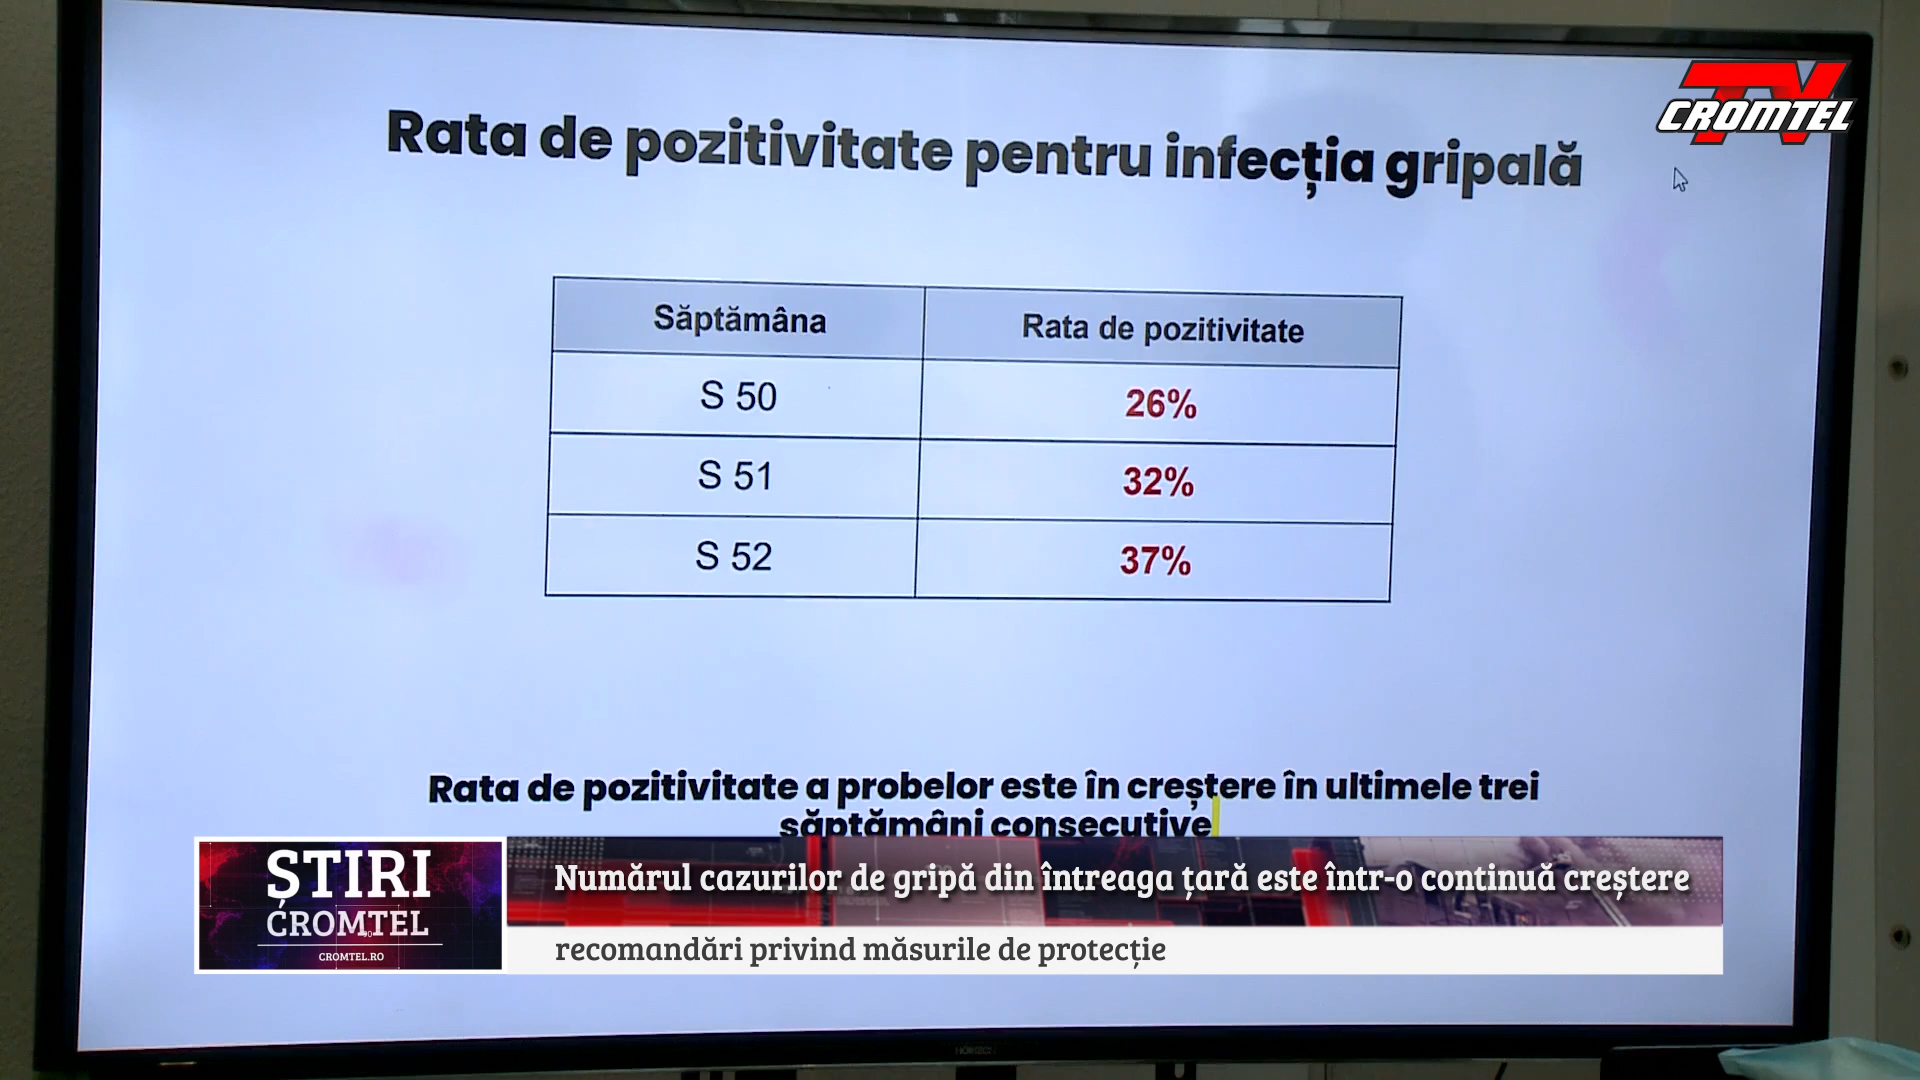 TV
CROMTEL
Rata de pozitivitate pentru infecția gripală
Săptămâna Rata de pozitivitate
S 50 26%
S 51 32%
S 52 37%
Rata de pozitivitate a probelor este în creștere în ultimele trei
săptămâni consecutive
ȘTIRI
CROMTEL
CROMTEL.RO
Numărul cazurilor de gripă din întreaga țară este într-o continuă creștere
recomandări privind măsurile de protecție